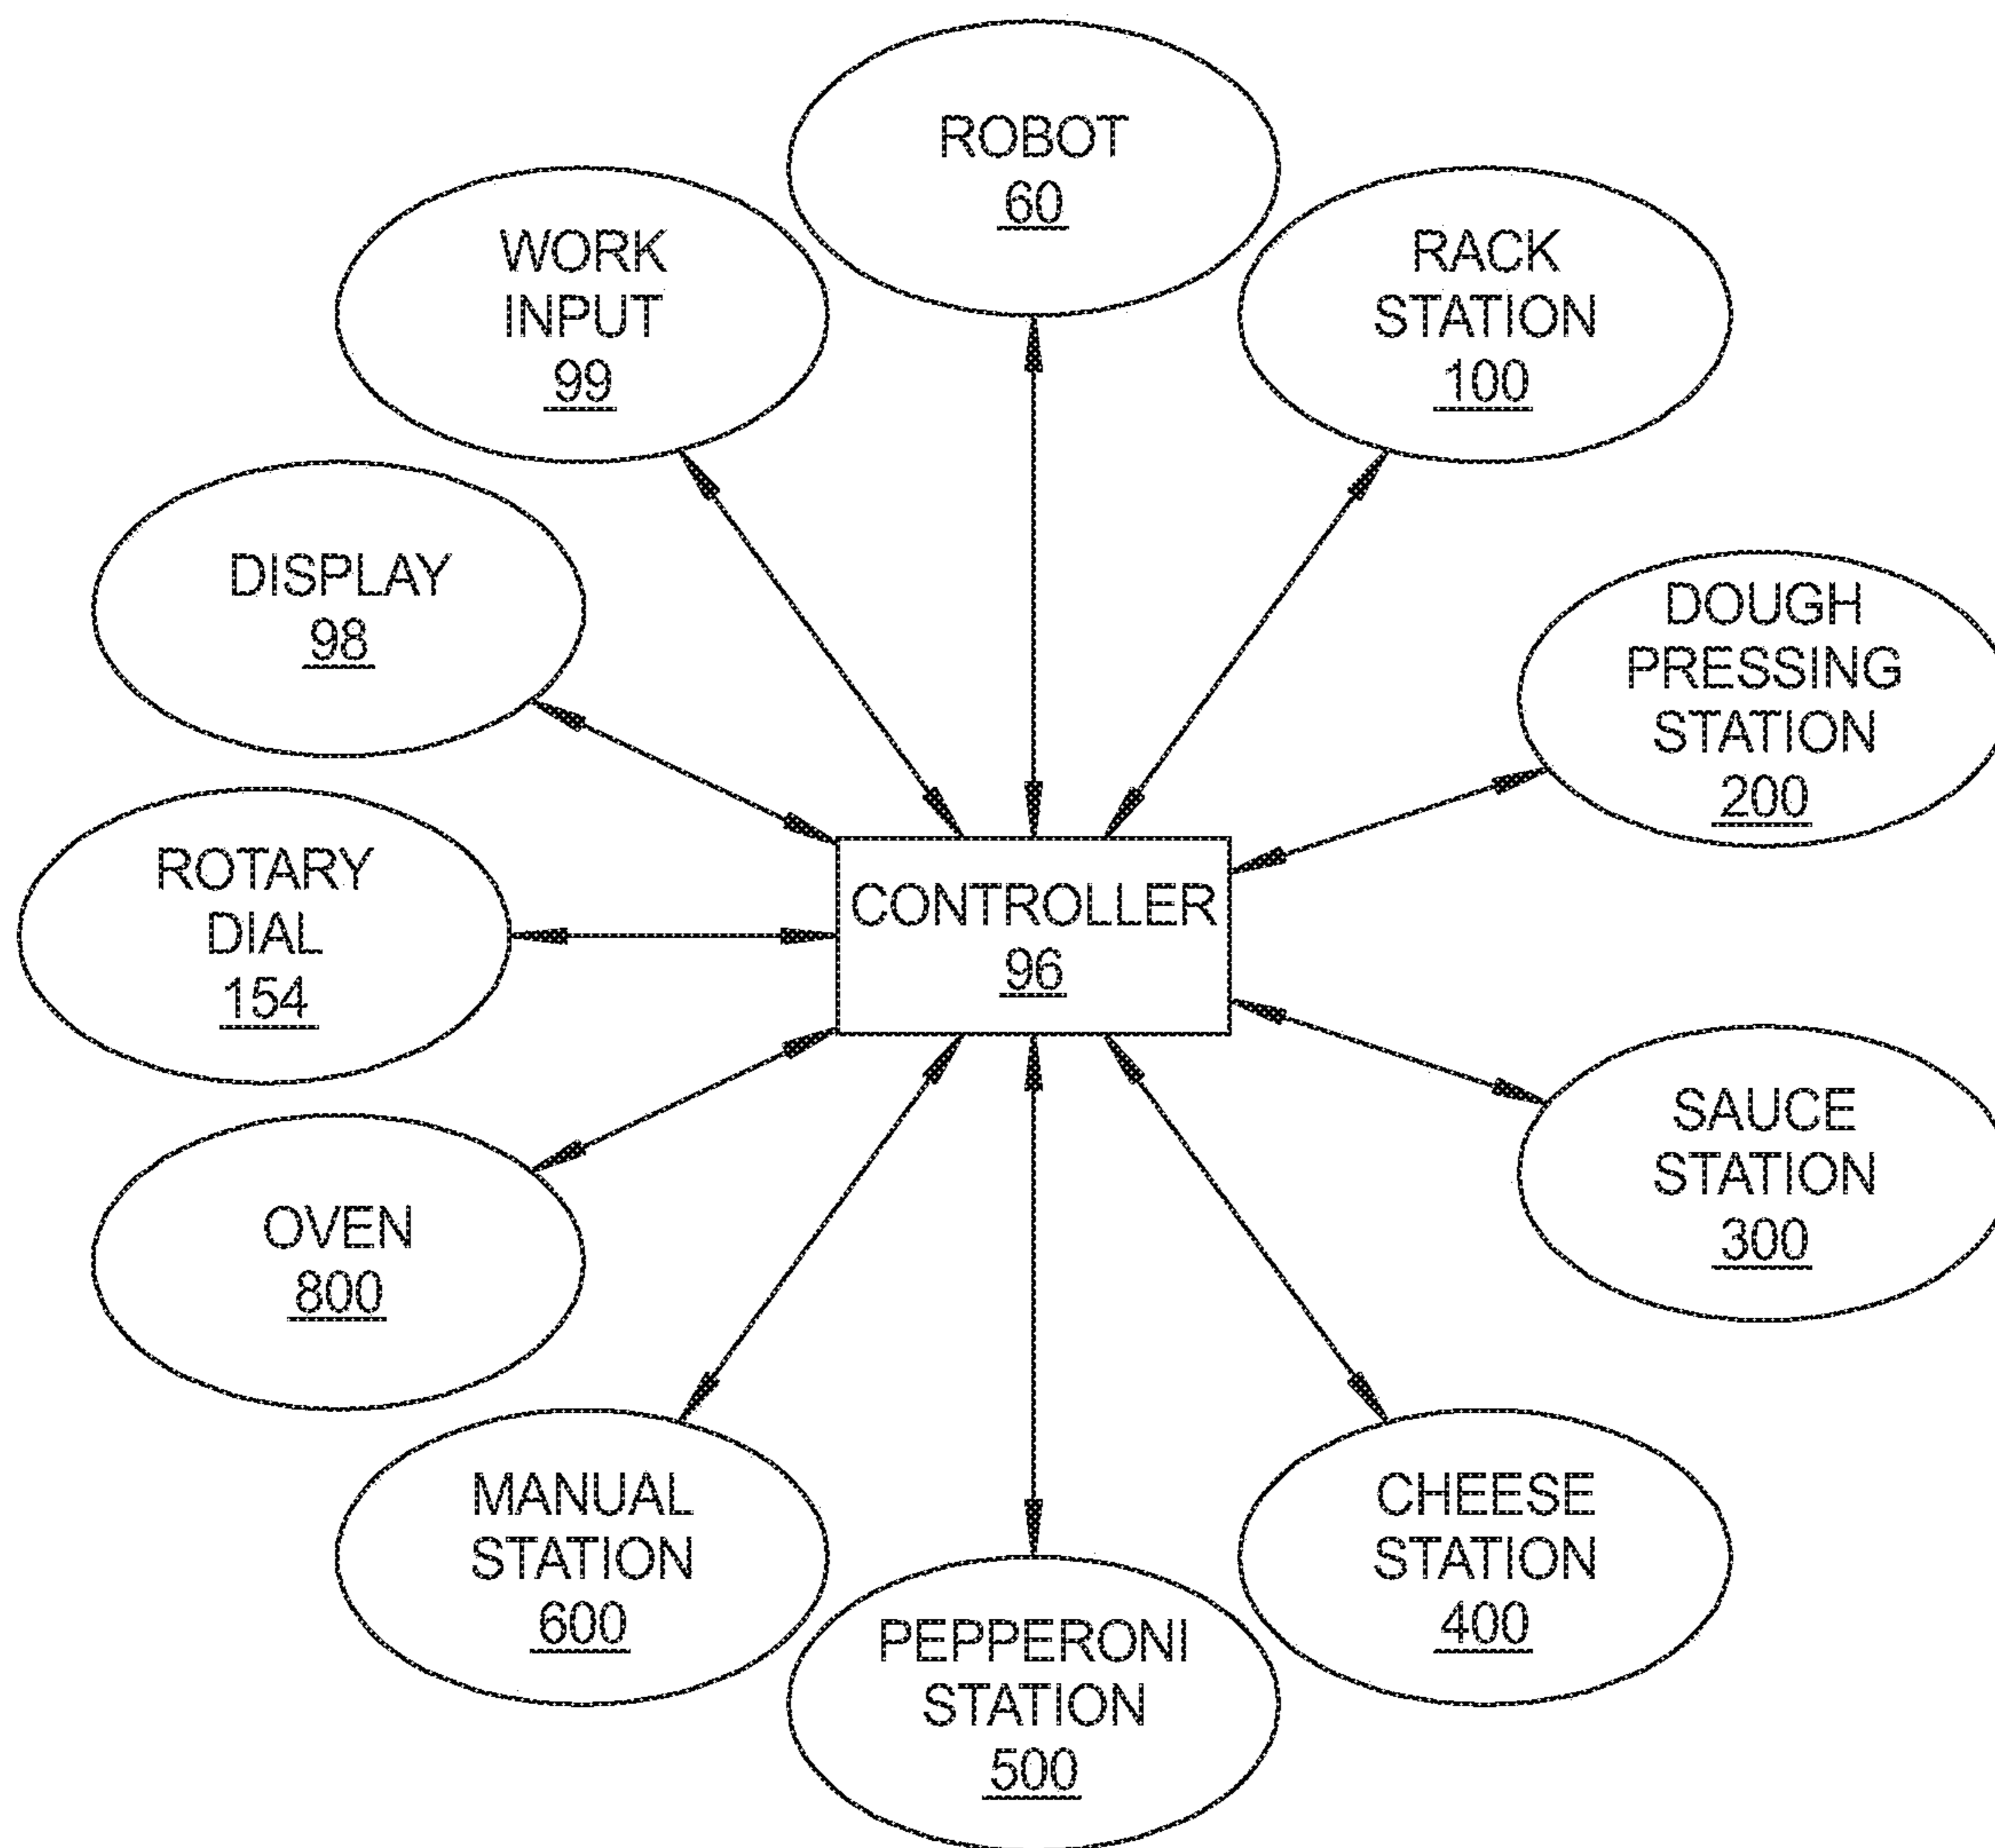 ROBOT
60
WORK
INPUT
99
RACK
STATION
100
DISPLAY
98
DOUGH
PRESSING
STATION
200
ROTARY
DIAL
154
CONTROLLER
96
OVEN
800
SAUCE
STATION
300
MANUAL
STATION
600
CHEESE
STATION
400
PEPPERONI
STATION
500